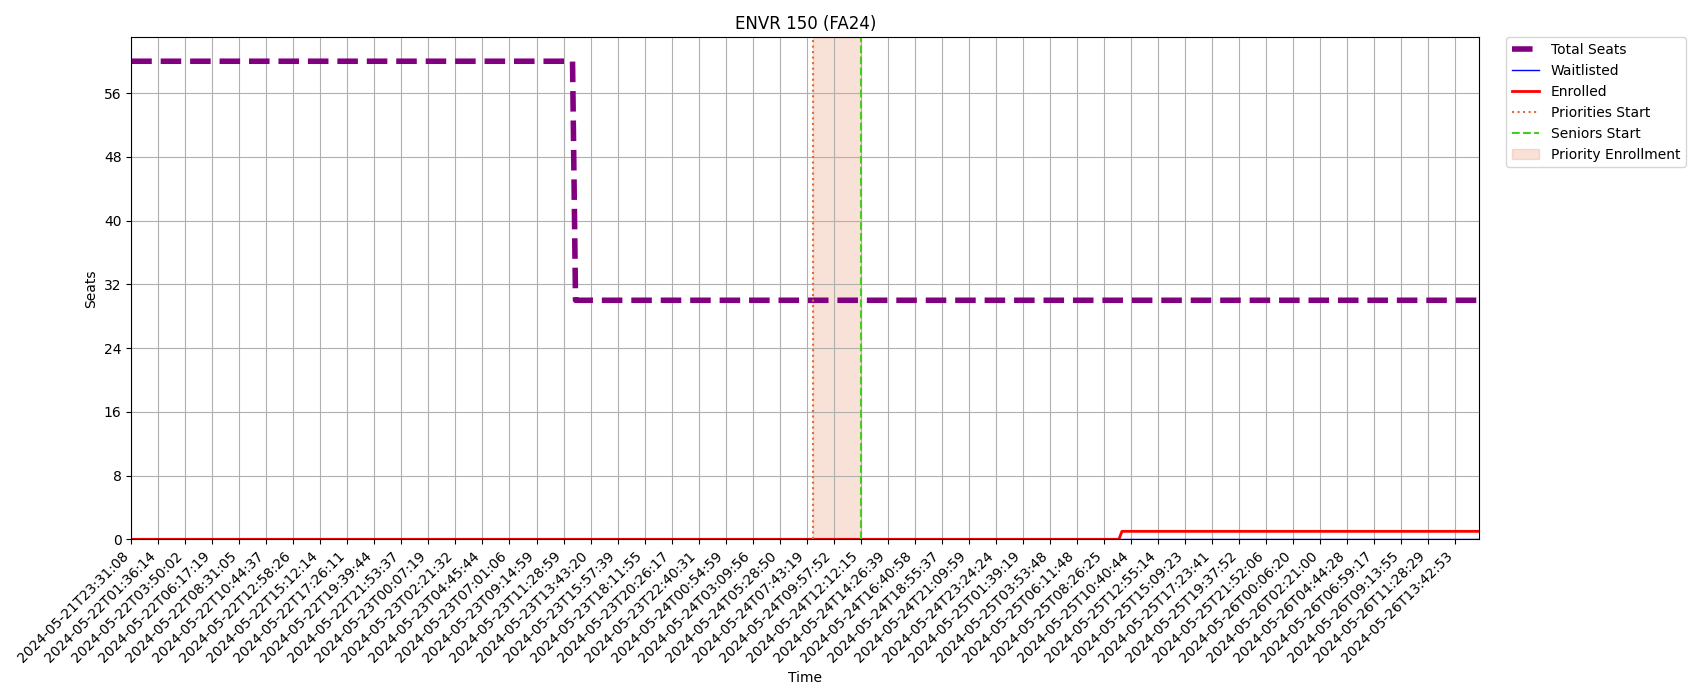 ENVR 150 (FA24)
Total Seats
Waitlisted
Enrolled
Priorities Start
Seniors Start
Priority Enrollment
Seats
56
48
40
32
24
16
8
0
2024-05-21T23:31:08
2024-05-22T01:36:14
2024-05-22T03:50:02
2024-05-22T06:17:19
2024-05-22T08:31:05
2024-05-22T10:44:37
2024-05-22T12:58:26
2024-05-22T15:12:14
2024-05-22T17:26:11
2024-05-22T19:39:44
2024-05-22T21:53:37
2024-05-23T00:07:19
2024-05-23T02:21:32
2024-05-23T04:45:44
2024-05-23T07:01:06
2024-05-23T09:14:59
2024-05-23T11:28:59
2024-05-23T13:43:20
2024-05-23T15:57:39
2024-05-23T18:11:55
2024-05-23T20:26:17
2024-05-23T22:40:31
2024-05-24T00:54:59
2024-05-24T03:09:56
2024-05-24T05:28:50
2024-05-24T07:43:19
2024-05-24T09:57:52
2024-05-24T12:12:15
2024-05-24T14:26:39
2024-05-24T16:40:58
2024-05-24T18:55:37
2024-05-24T21:09:59
2024-05-24T23:24:24
2024-05-25T01:39:19
2024-05-25T03:53:48
2024-05-25T06:11:48
2024-05-25T08:26:25
2024-05-25T10:40:44
2024-05-25T12:55:14
2024-05-25T15:09:23
2024-05-25T17:23:41
2024-05-25T19:37:52
2024-05-25T21:52:06
2024-05-26T00:06:20
2024-05-26T02:21:00
2024-05-26T04:44:28
2024-05-26T06:59:17
2024-05-26T09:13:55
2024-05-26T11:28:29
2024-05-26T13:42:53
Time